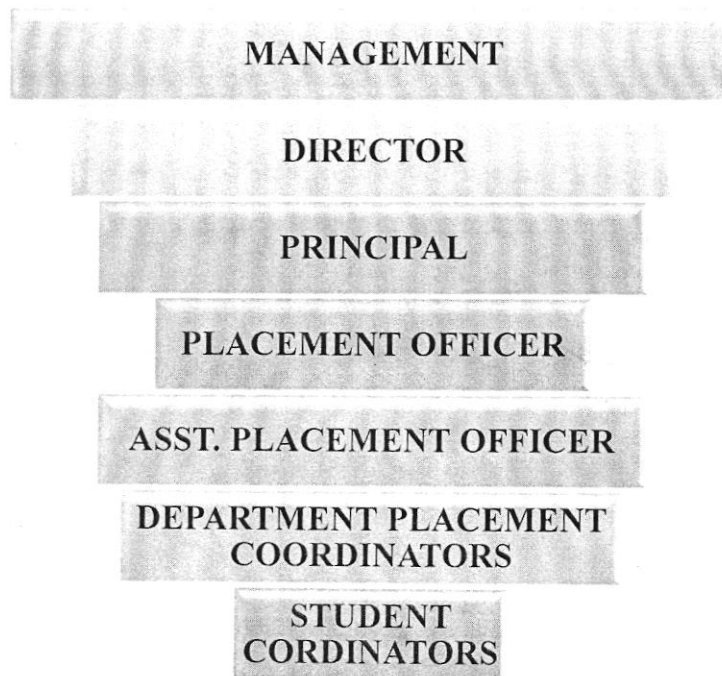 MANAGEMENT
DIRECTOR
PRINCIPAL
PLACEMENT OFFICER
ASST. PLACEMENT OFFICER
DEPARTMENT PLACEMENT
COORDINATORS
STUDENT
CORDINATORS